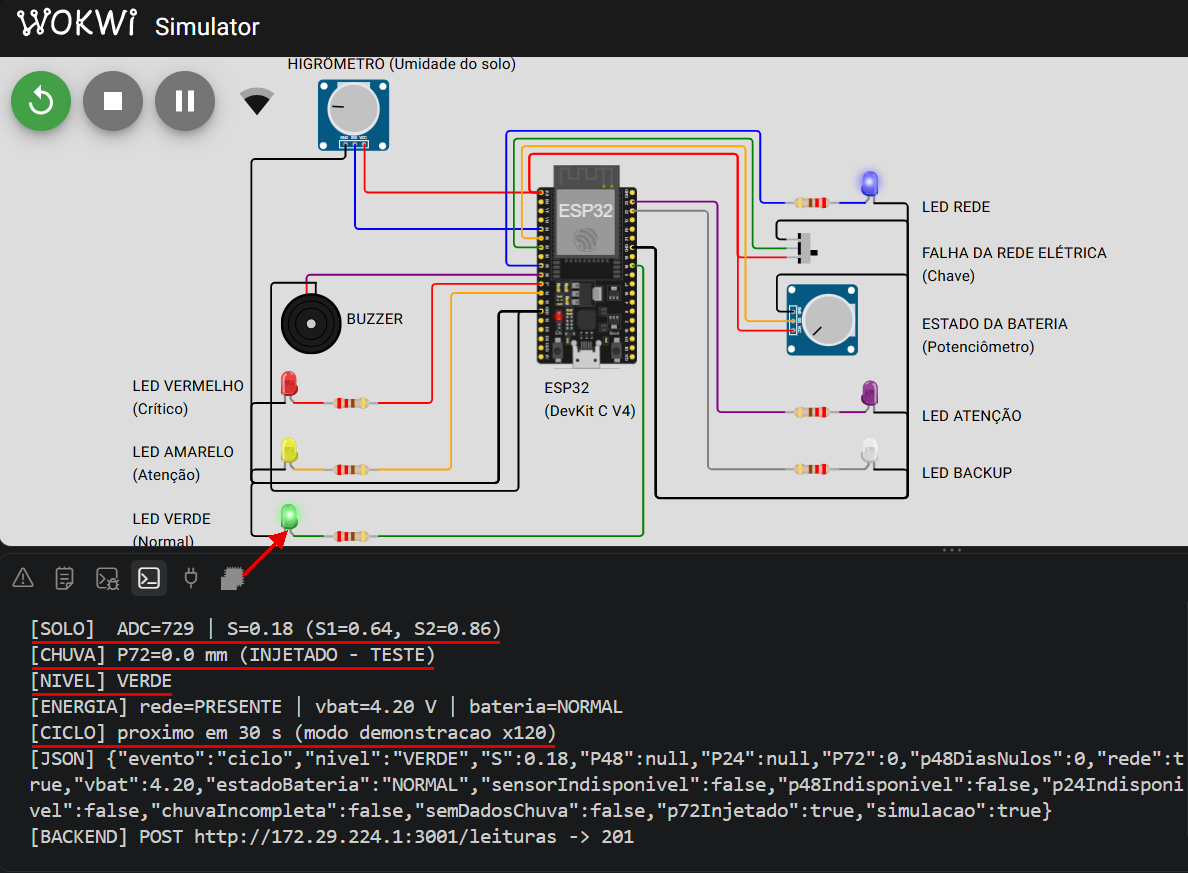 WOKWi Simulator
HIGRÔMETRO (Umidade do solo)
GND SIG VCC
ESP32
LED REDE
FALHA DA REDE ELÉTRICA
(Chave)
BUZZER
ESTADO DA BATERIA
(Potenciômetro)
LED VERMELHO
(Crítico)
ESP32
(DevKit C V4)
LED ATENÇÃO
LED AMARELO
(Atenção)
LED BACKUP
LED VERDE
(Normal)
[SOLO]  ADC=729 | S=0.18 (S1=0.64, S2=0.86)
[CHUVA] P72=0.0 mm (INJETADO - TESTE)
[NIVEL] VERDE
[ENERGIA] rede=PRESENTE | vbat=4.20 V | bateria=NORMAL
[CICLO] proximo em 30 s (modo demonstracao x120)
[JSON] {"evento":"ciclo","nivel":"VERDE","S":0.18,"P48":null,"P24":null,"P72":0,"p48DiasNulos":0,"rede":t
rue,"vbat":4.20,"estadoBateria":"NORMAL","sensorIndisponivel":false,"p48Indisponivel":false,"p24Indisponi
vel":false,"chuvaIncompleta":false,"semDadosChuva":false,"p72Injetado":true,"simulacao":true}
[BACKEND] POST http://172.29.224.1:3001/leituras -> 201